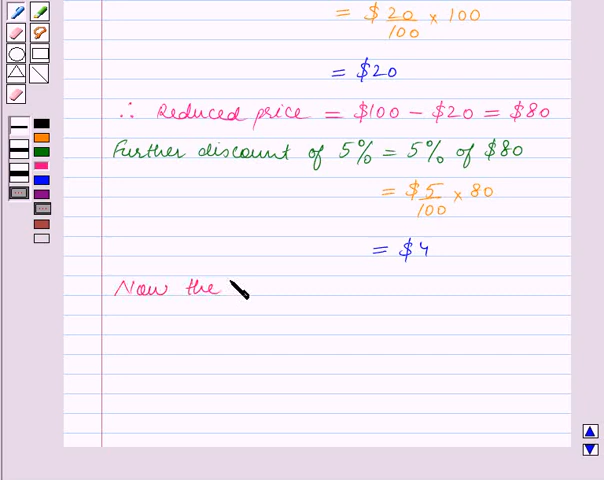 = $ 20/100 × 100
= $20
∴ Reduced price = $100 - $20 = $80
Further discount of 5% = 5% of $80
= $ 5/100 × 80
= $4
Now the